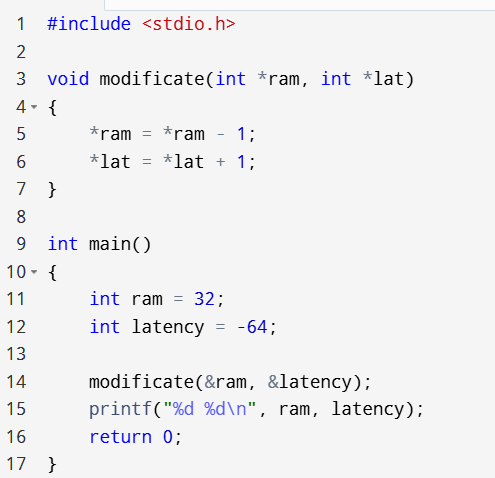 1 #include <stdio.h>
2
3 void modificate(int *ram, int *lat)
4 {
5     *ram = *ram - 1;
6     *lat = *lat + 1;
7 }
8
9 int main()
10 {
11     int ram = 32;
12     int latency = -64;
13
14     modificate(&ram, &latency);
15     printf("%d %d\n", ram, latency);
16     return 0;
17 }